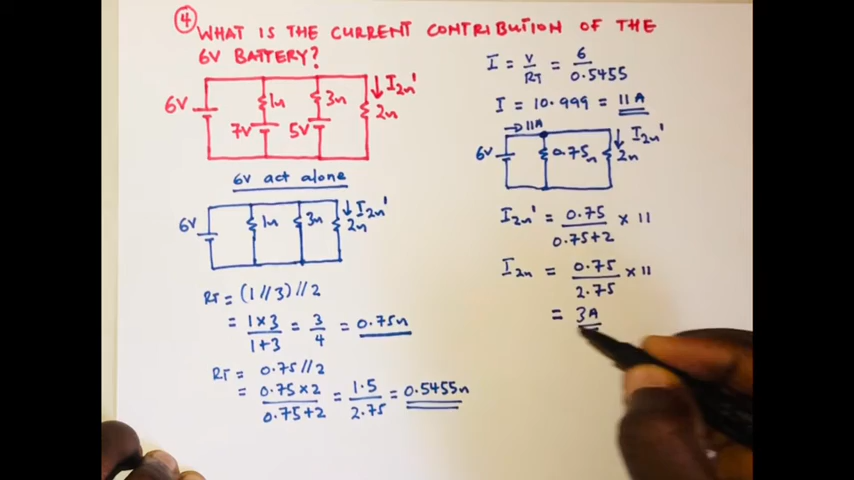 ④ WHAT IS THE CURRENT CONTRIBUTION OF THE
6V BATTERY?
6V
1Ω
3Ω
I2Ω'
2Ω
7V
5V
6V act alone
6V
1Ω
3Ω
I2Ω'
2Ω
RT = (1//3)//2
= 1×3/1+3 = 3/4 = 0.75Ω
RT = 0.75//2
= 0.75×2/0.75+2 = 1.5/2.75 = 0.5455Ω
I = V/RT = 6/0.5455
I = 10.999 = 11A
11A
6V
0.75Ω
I2Ω'
2Ω
I2Ω' = 0.75/0.75+2 × 11
I2Ω = 0.75/2.75 × 11
= 3A